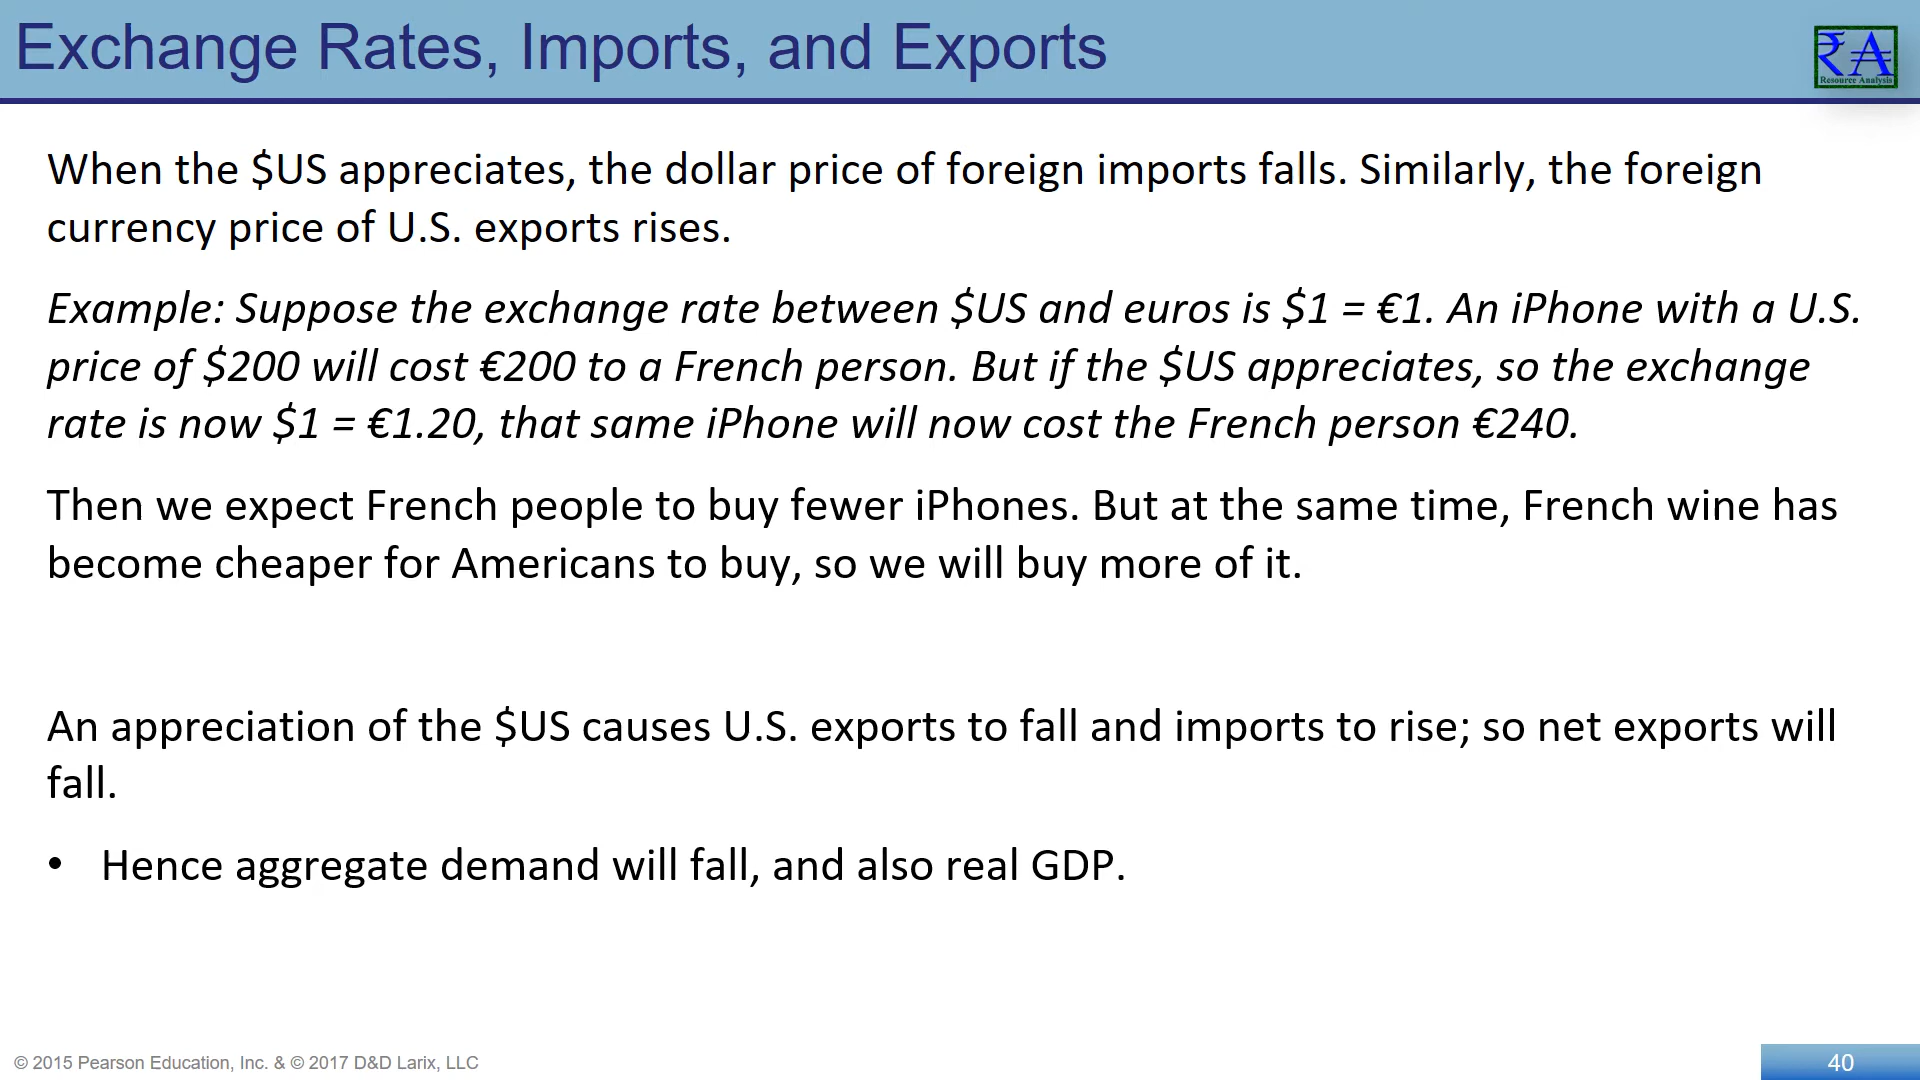 Exchange Rates, Imports, and Exports
₹A
Resource Analysis
When the $US appreciates, the dollar price of foreign imports falls. Similarly, the foreign
currency price of U.S. exports rises.
Example: Suppose the exchange rate between $US and euros is $1 = €1. An iPhone with a U.S.
price of $200 will cost €200 to a French person. But if the $US appreciates, so the exchange
rate is now $1 = €1.20, that same iPhone will now cost the French person €240.
Then we expect French people to buy fewer iPhones. But at the same time, French wine has
become cheaper for Americans to buy, so we will buy more of it.
An appreciation of the $US causes U.S. exports to fall and imports to rise; so net exports will
fall.
• Hence aggregate demand will fall, and also real GDP.
© 2015 Pearson Education, Inc. & © 2017 D&D Larix, LLC
40